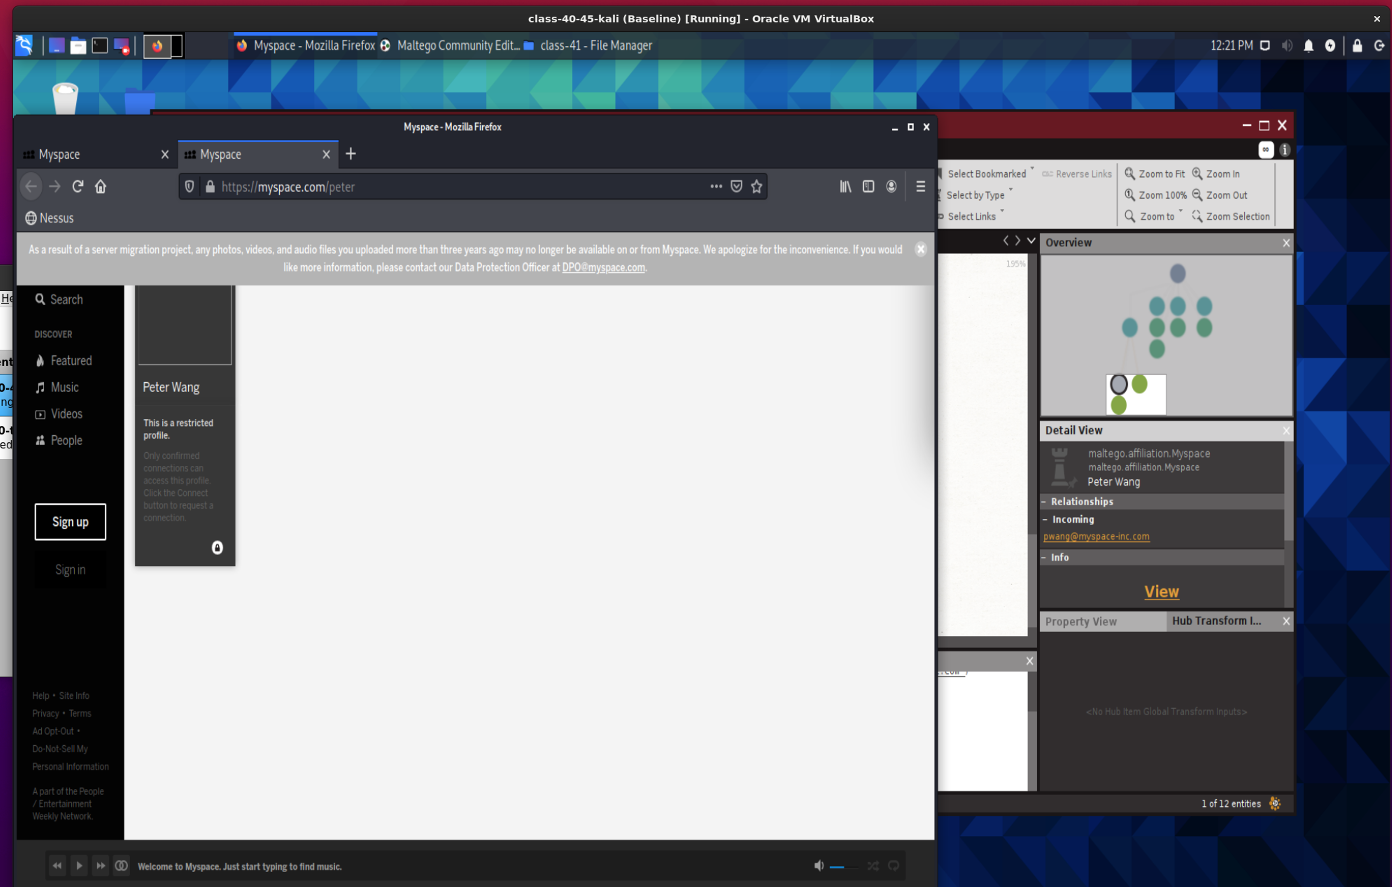 class-40-45-kali (Baseline) [Running] - Oracle VM VirtualBox
Myspace - Mozilla Firefox
Maltego Community Edit...
class-41 - File Manager
12:21 PM
Myspace - Mozilla Firefox
Myspace
Myspace
https://myspace.com/peter
Nessus
As a result of a server migration project, any photos, videos, and audio files you uploaded more than three years ago may no longer be available on or from Myspace. We apologize for the inconvenience. If you would
like more information, please contact our Data Protection Officer at DPO@myspace.com.
Search
DISCOVER
Featured
Music
Videos
People
Sign up
Sign in
Help • Site Info
Privacy • Terms
Ad Opt-Out •
Do-Not-Sell My
Personal Information
A part of the People
/ Entertainment
Weekly Network.
Peter Wang
This is a restricted
profile.
Only confirmed
connections can
access this profile.
Click the Connect
button to request a
connection.
Welcome to Myspace. Just start typing to find music.
Select Bookmarked
Reverse Links
Select by Type
Select Links
Zoom to Fit
Zoom In
Zoom 100%
Zoom Out
Zoom to
Zoom Selection
195%
Overview
Detail View
maltego.affiliation.Myspace
maltego.affiliation.Myspace
Peter Wang
- Relationships
- Incoming
pwang@myspace-inc.com
- Info
View
Property View
Hub Transform I...
<No Hub Item Global Transform Inputs>
1 of 12 entities